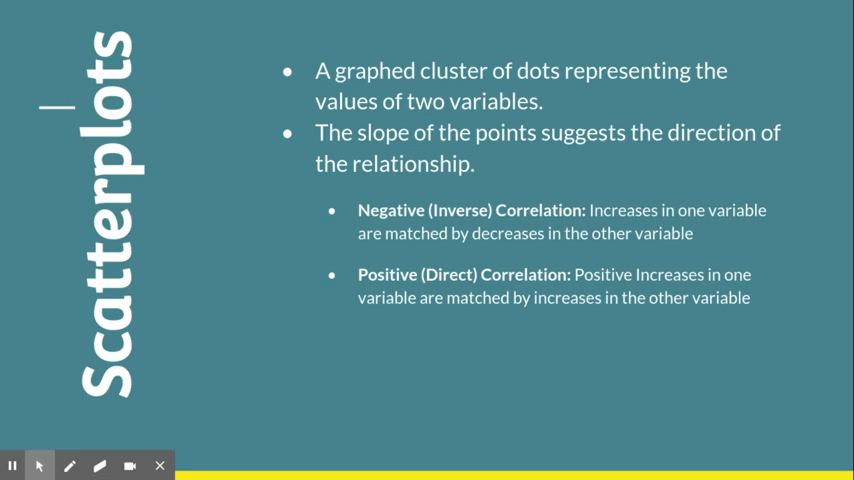 Scatterplots
• A graphed cluster of dots representing the
values of two variables.
• The slope of the points suggests the direction of
the relationship.
• Negative (Inverse) Correlation: Increases in one variable
are matched by decreases in the other variable
• Positive (Direct) Correlation: Positive Increases in one
variable are matched by increases in the other variable